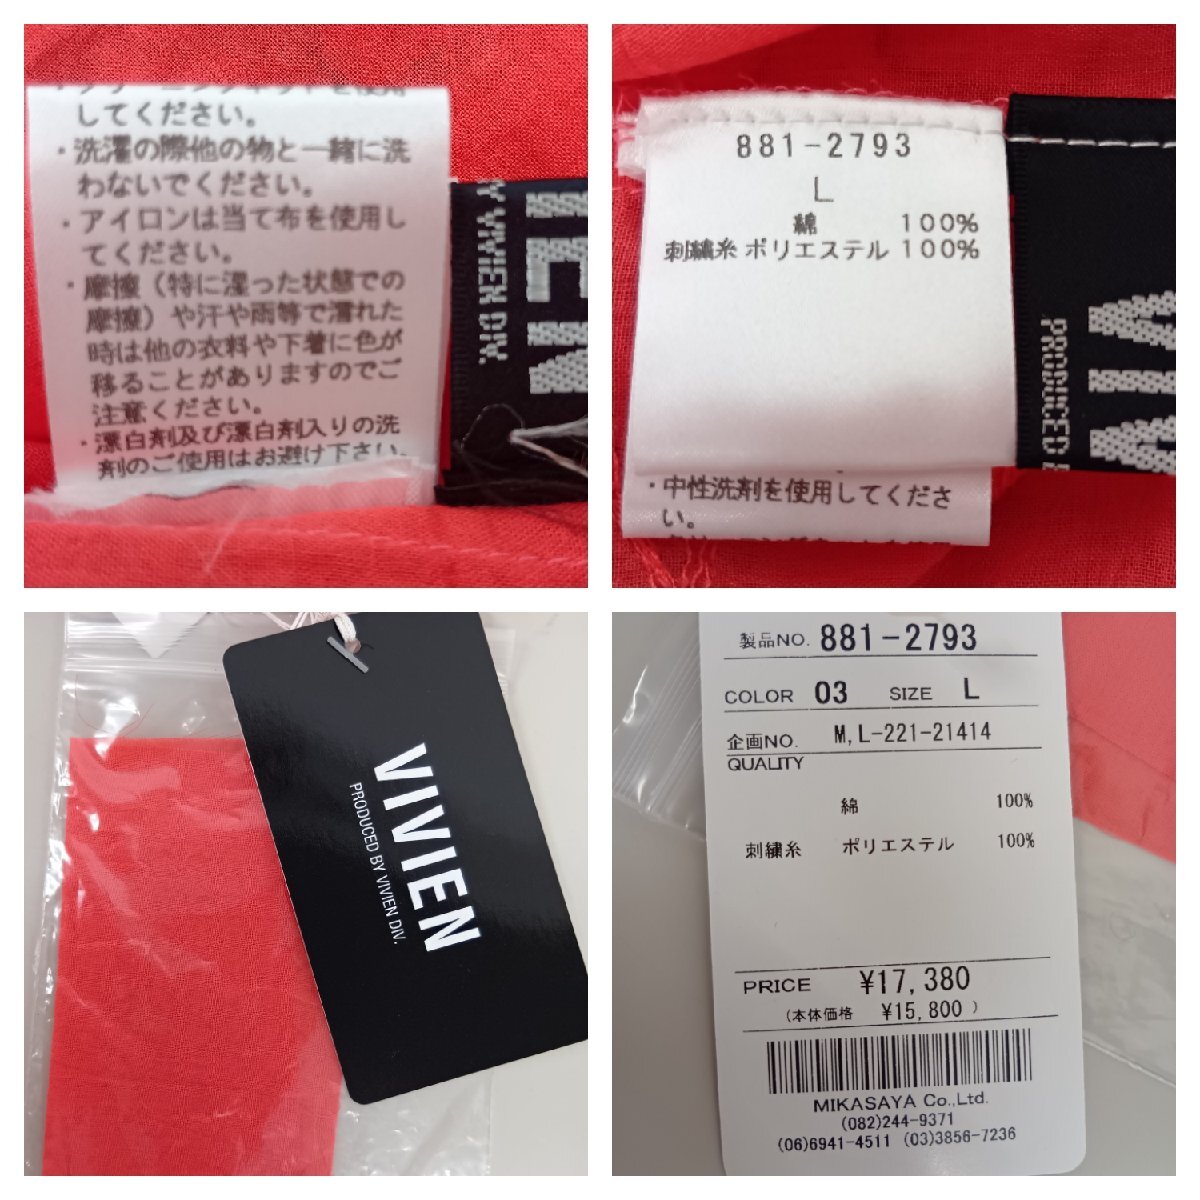 してください。
・洗濯の際他の物と一緒に洗
わないでください。
・アイロンは当て布を使用し
てください。
・摩擦（特に湿った状態での
摩擦）や汗や雨等で濡れた
時は他の衣料や下着に色が
移ることがありますのでご
注意ください。
・漂白剤及び漂白剤入りの洗
剤のご使用はお避け下さい。
IEN
Y VIVIEN DIV.
881-2793
L
綿 100%
刺繍糸 ポリエステル 100%
・中性洗剤を使用してくださ
い。
VIV
PRODUCED B
VIVIEN
PRODUCED BY VIVIEN DIV.
製品NO. 881-2793
COLOR 03 SIZE L
企画NO. M,L-221-21414
QUALITY
綿 100%
刺繍糸 ポリエステル 100%
PRICE ¥17,380
(本体価格 ¥15,800 )
MIKASAYA Co.,Ltd.
(082)244-9371
(06)6941-4511 (03)3856-7236